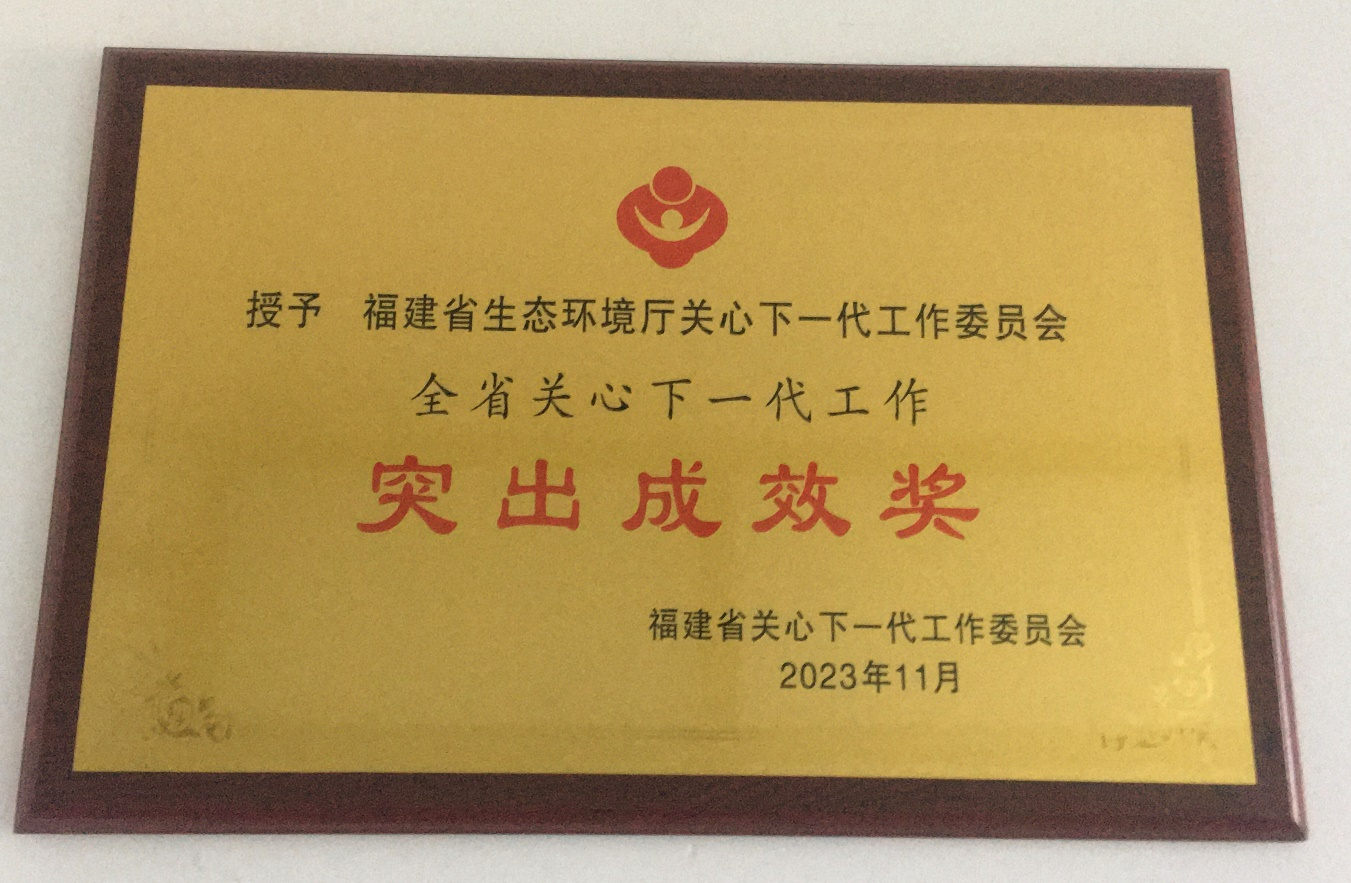 授予　福建省生态环境厅关心下一代工作委员会
全省关心下一代工作
突出成效奖
福建省关心下一代工作委员会
2023年11月